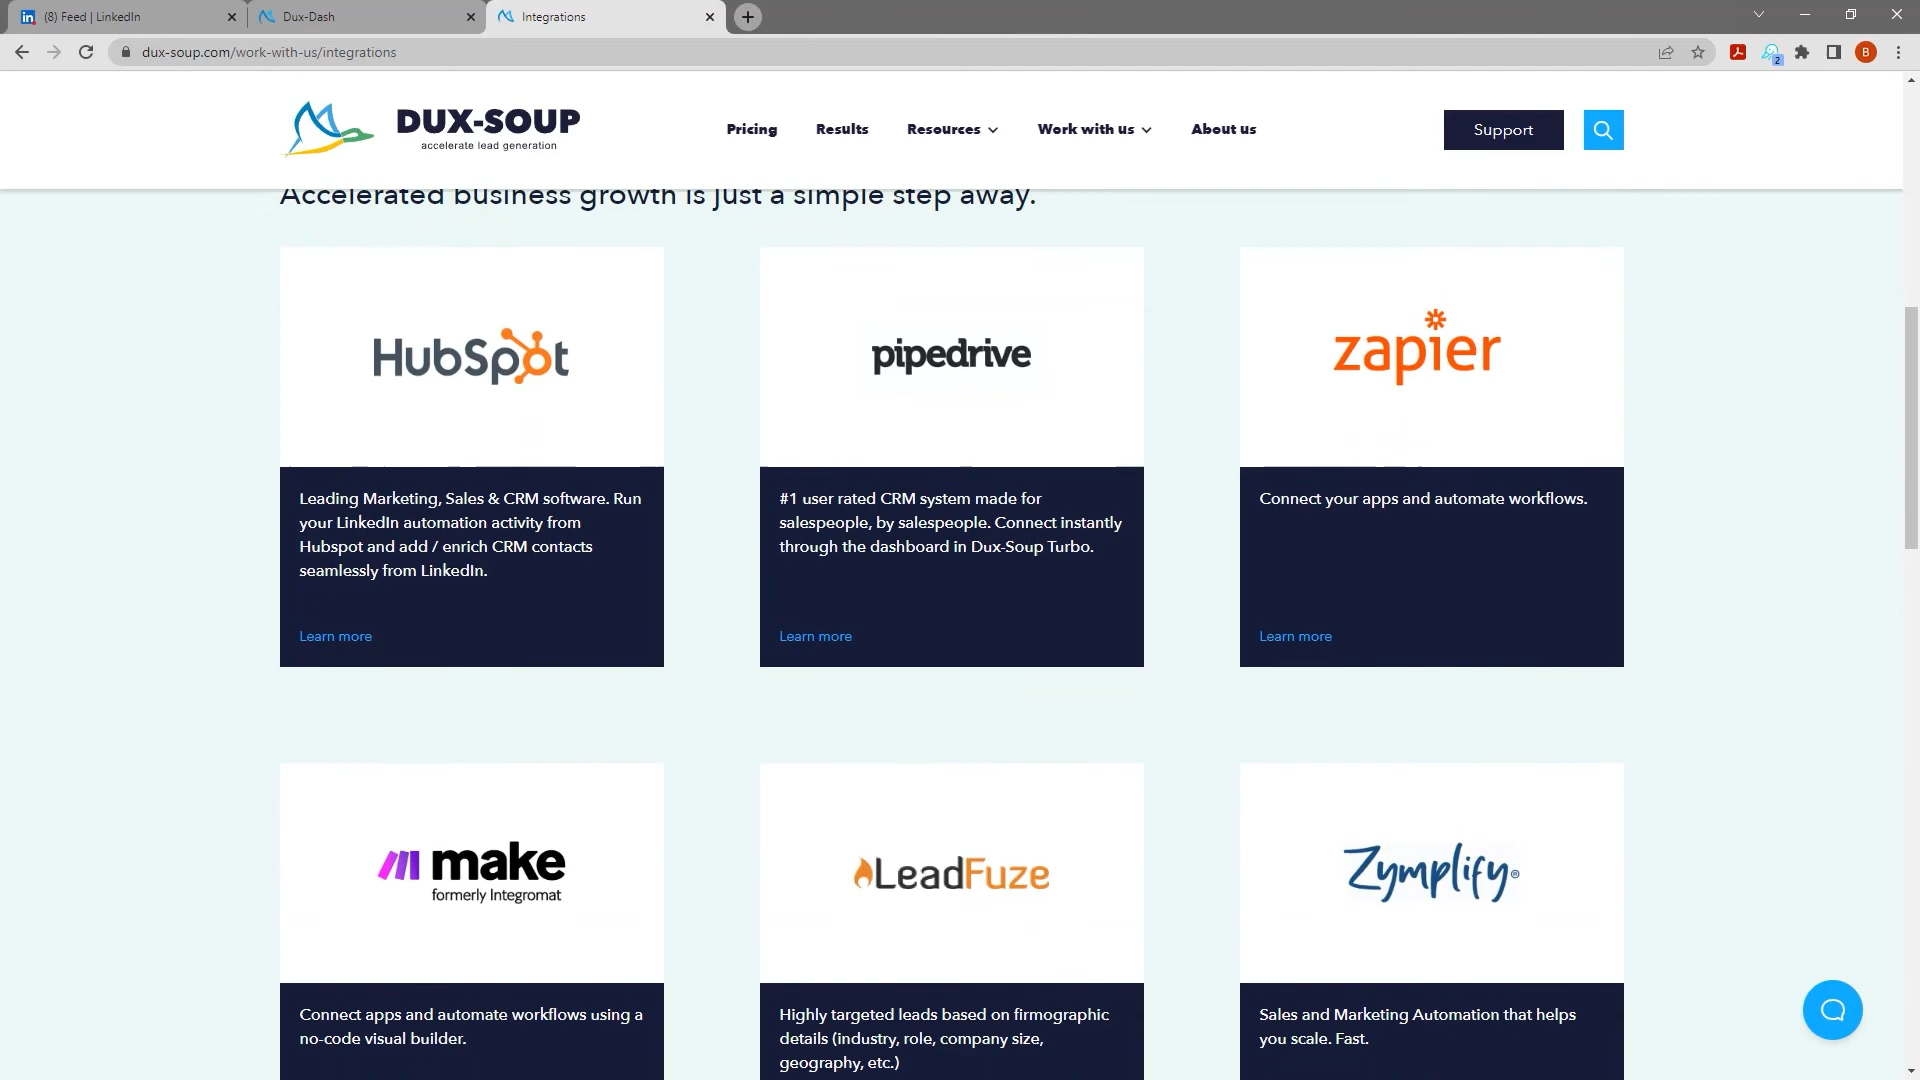 (8) Feed | LinkedIn
Dux-Dash
Integrations
dux-soup.com/work-with-us/integrations
2
B
DUX-SOUP
accelerate lead generation
Pricing
Results
Resources
Work with us
About us
Support
Accelerated business growth is just a simple step away.
HubSpot
pipedrive
zapier
Leading Marketing, Sales & CRM software. Run
your LinkedIn automation activity from
Hubspot and add / enrich CRM contacts
seamlessly from LinkedIn.
Learn more
#1 user rated CRM system made for
salespeople, by salespeople. Connect instantly
through the dashboard in Dux-Soup Turbo.
Learn more
Connect your apps and automate workflows.
Learn more
make
formerly Integromat
LeadFuze
Zymplify®
Connect apps and automate workflows using a
no-code visual builder.
Highly targeted leads based on firmographic
details (industry, role, company size,
geography, etc.)
Sales and Marketing Automation that helps
you scale. Fast.